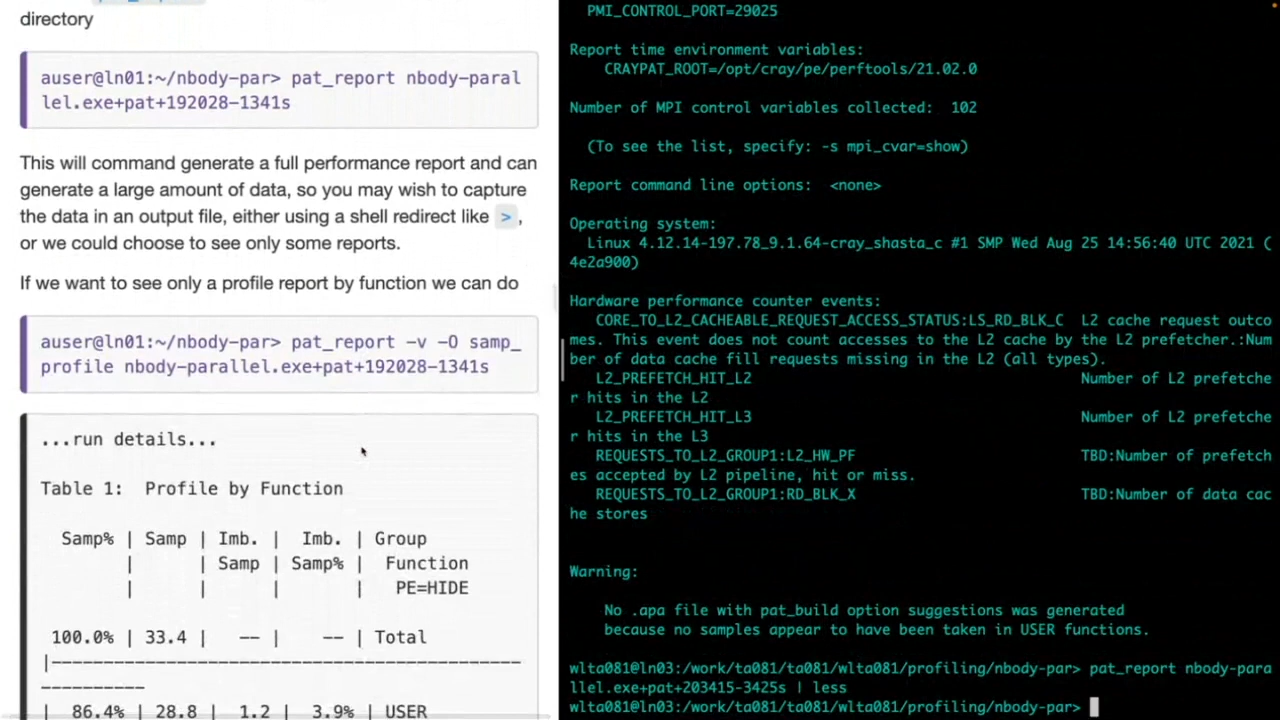 directory
auser@ln01:~/nbody-par> pat_report nbody-paral
lel.exe+pat+192028-1341s
This will command generate a full performance report and can
generate a large amount of data, so you may wish to capture
the data in an output file, either using a shell redirect like > ,
or we could choose to see only some reports.
If we want to see only a profile report by function we can do
auser@ln01:~/nbody-par> pat_report -v -O samp_
profile nbody-parallel.exe+pat+192028-1341s
...run details...
Table 1:  Profile by Function
Samp% | Samp | Imb. | Imb. | Group
| | Samp | Samp% | Function
| | | | PE=HIDE
100.0% | 33.4 | -- | -- | Total
|-----------------------------------------------
----------
| 86.4% | 28.8 | 1.2 | 3.9% | USER
PMI_CONTROL_PORT=29025
Report time environment variables:
CRAYPAT_ROOT=/opt/cray/pe/perftools/21.02.0
Number of MPI control variables collected:  102
(To see the list, specify: -s mpi_cvar=show)
Report command line options:  <none>
Operating system:
Linux 4.12.14-197.78_9.1.64-cray_shasta_c #1 SMP Wed Aug 25 14:56:40 UTC 2021 (
4e2a900)
Hardware performance counter events:
CORE_TO_L2_CACHEABLE_REQUEST_ACCESS_STATUS:LS_RD_BLK_C  L2 cache request outco
mes. This event does not count accesses to the L2 cache by the L2 prefetcher.:Num
ber of data cache fill requests missing in the L2 (all types).
L2_PREFETCH_HIT_L2 Number of L2 prefetche
r hits in the L2
L2_PREFETCH_HIT_L3 Number of L2 prefetche
r hits in the L3
REQUESTS_TO_L2_GROUP1:L2_HW_PF TBD:Number of prefetch
es accepted by L2 pipeline, hit or miss.
REQUESTS_TO_L2_GROUP1:RD_BLK_X TBD:Number of data cac
he stores
Warning:
No .apa file with pat_build option suggestions was generated
because no samples appear to have been taken in USER functions.
wlta081@ln03:/work/ta081/ta081/wlta081/profiling/nbody-par> pat_report nbody-para
llel.exe+pat+203415-3425s | less
wlta081@ln03:/work/ta081/ta081/wlta081/profiling/nbody-par>